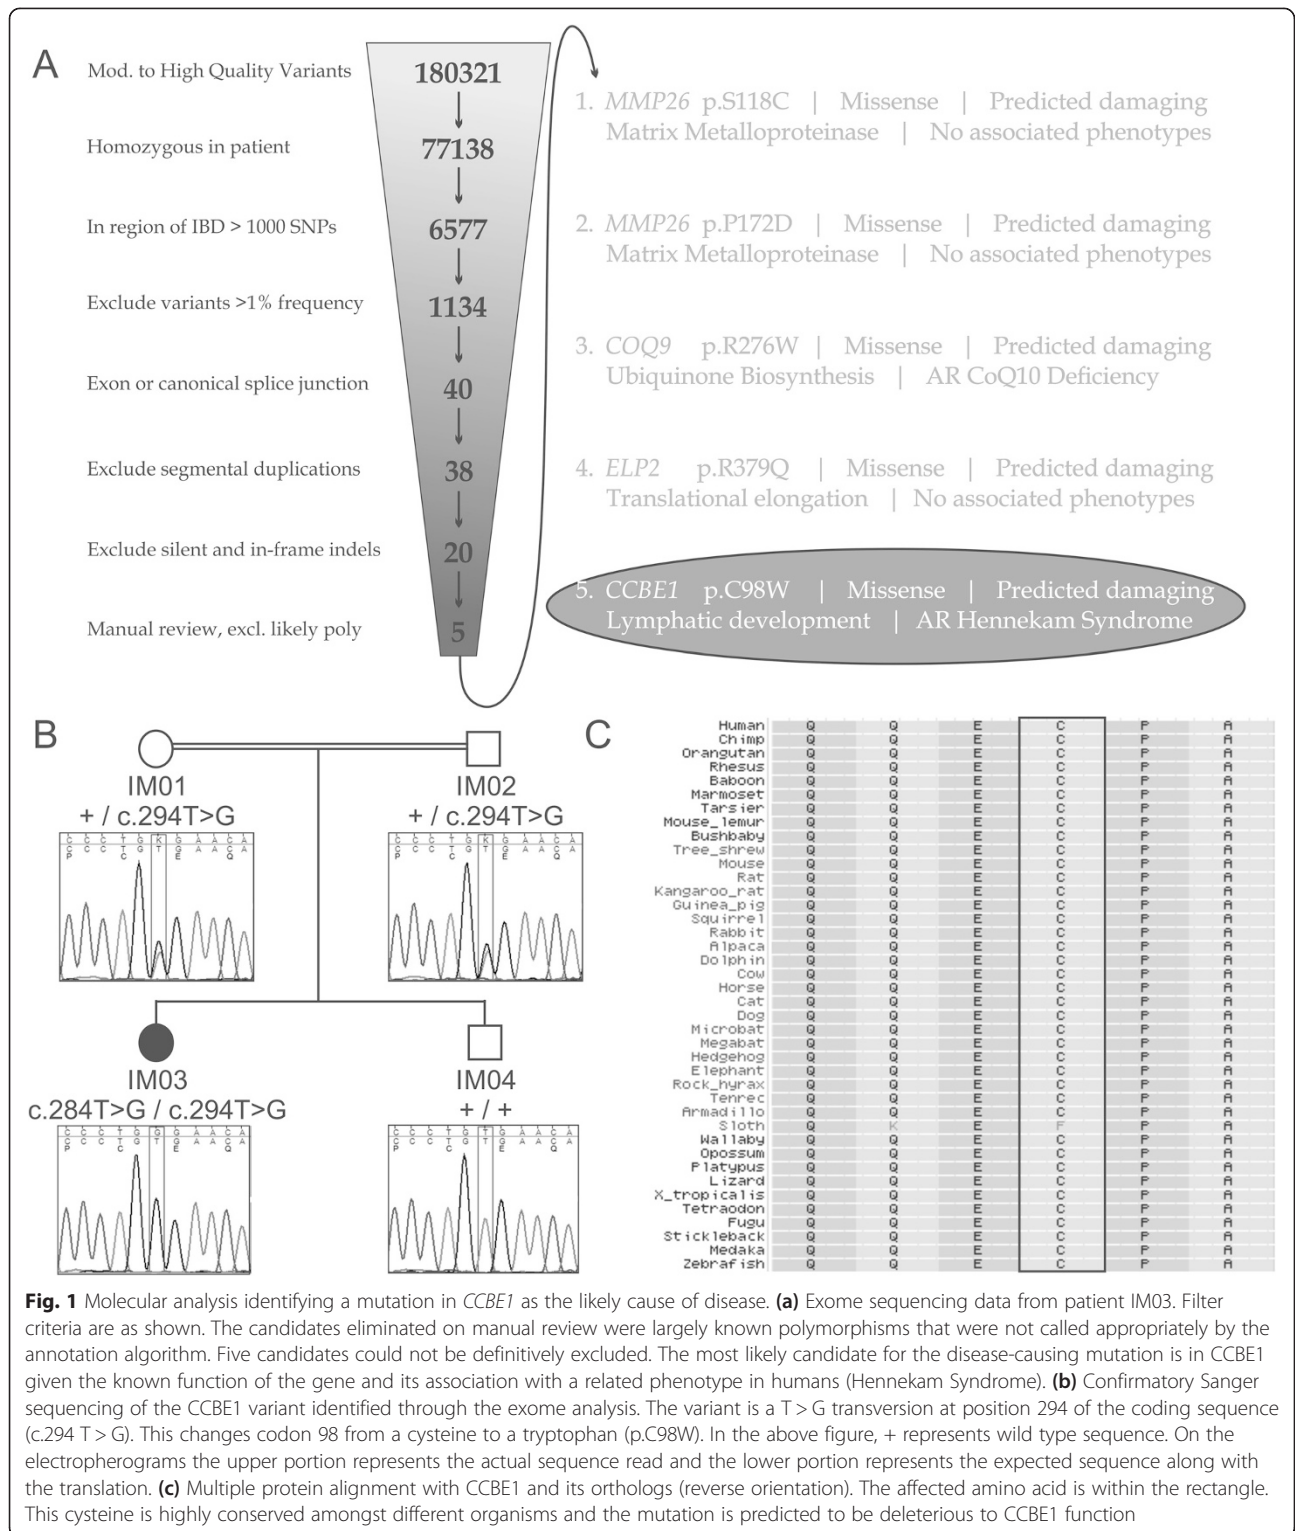 A
Mod. to High Quality Variants
180321
Homozygous in patient
77138
In region of IBD > 1000 SNPs
6577
Exclude variants >1% frequency
1134
Exon or canonical splice junction
40
Exclude segmental duplications
38
Exclude silent and in-frame indels
20
Manual review, excl. likely poly
5
1. MMP26 p.S118C | Missense | Predicted damaging
Matrix Metalloproteinase | No associated phenotypes
2. MMP26 p.P172D | Missense | Predicted damaging
Matrix Metalloproteinase | No associated phenotypes
3. COQ9 p.R276W | Missense | Predicted damaging
Ubiquinone Biosynthesis | AR CoQ10 Deficiency
4. ELP2 p.R379Q | Missense | Predicted damaging
Translational elongation | No associated phenotypes
5. CCBE1 p.C98W | Missense | Predicted damaging
Lymphatic development | AR Hennekam Syndrome
B
IM01
+ / c.294T>G
C C C T G K G A A C A
C C C T G T G A A C A
P C E Q
IM02
+ / c.294T>G
C C C T G K G A A C A
C C C T G T G A A C A
P C E Q
IM03
c.284T>G / c.294T>G
C C C T G G G A A C A
C C C T G T G A A C A
P C E Q
IM04
+ / +
C C C T G T G A A C A
C C C T G T G A A C A
P C E Q
C
Human Q Q E C P A
Chimp Q Q E C P A
Orangutan Q Q E C P A
Rhesus Q Q E C P A
Baboon Q Q E C P A
Marmoset Q Q E C P A
Tarsier Q Q E C P A
Mouse_lemur Q Q E C P A
Bushbaby Q Q E C P A
Tree_shrew Q Q E C P A
Mouse Q Q E C P A
Rat Q Q E C P A
Kangaroo_rat Q Q E C P A
Guinea_pig Q Q E C P A
Squirrel Q Q E C P A
Rabbit Q Q E C P A
Alpaca Q Q E C P A
Dolphin Q Q E C P A
Cow Q Q E C P A
Horse Q Q E C P A
Cat Q Q E C P A
Dog Q Q E C P A
Microbat Q Q E C P A
Megabat Q Q E C P A
Hedgehog Q Q E C P A
Elephant Q Q E C P A
Rock_hyrax Q Q E C P A
Tenrec Q Q E C P A
Armadillo Q Q E C P A
Sloth Q K E F P A
Wallaby Q Q E C P A
Opossum Q Q E C P A
Platypus Q Q E C P A
Lizard Q Q E C P A
X_tropicalis Q Q E C P A
Tetraodon Q Q E C P A
Fugu Q Q E C P A
Stickleback Q Q E C P A
Medaka Q Q E C P A
Zebrafish Q Q E C P A
Fig. 1 Molecular analysis identifying a mutation in CCBE1 as the likely cause of disease. (a) Exome sequencing data from patient IM03. Filter
criteria are as shown. The candidates eliminated on manual review were largely known polymorphisms that were not called appropriately by the
annotation algorithm. Five candidates could not be definitively excluded. The most likely candidate for the disease-causing mutation is in CCBE1
given the known function of the gene and its association with a related phenotype in humans (Hennekam Syndrome). (b) Confirmatory Sanger
sequencing of the CCBE1 variant identified through the exome analysis. The variant is a T > G transversion at position 294 of the coding sequence
(c.294 T > G). This changes codon 98 from a cysteine to a tryptophan (p.C98W). In the above figure, + represents wild type sequence. On the
electropherograms the upper portion represents the actual sequence read and the lower portion represents the expected sequence along with
the translation. (c) Multiple protein alignment with CCBE1 and its orthologs (reverse orientation). The affected amino acid is within the rectangle.
This cysteine is highly conserved amongst different organisms and the mutation is predicted to be deleterious to CCBE1 function